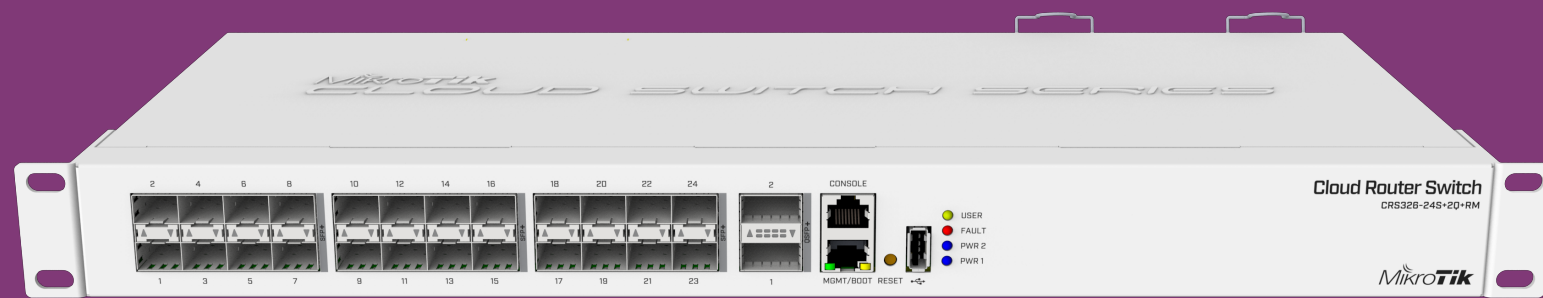 MikroTik
CLOUD SWITCH SERIES
2 4 6 8 10 12 14 16 18 20 22 24 2 CONSOLE
Cloud Router Switch
CRS326-24S+2Q+RM
USER
FAULT
PWR 2
PWR 1
SFP+ SFP+ SFP+ QSFP+
1 3 5 7 9 11 13 15 17 19 21 23 1 MGMT/BOOT RESET
MikroTik